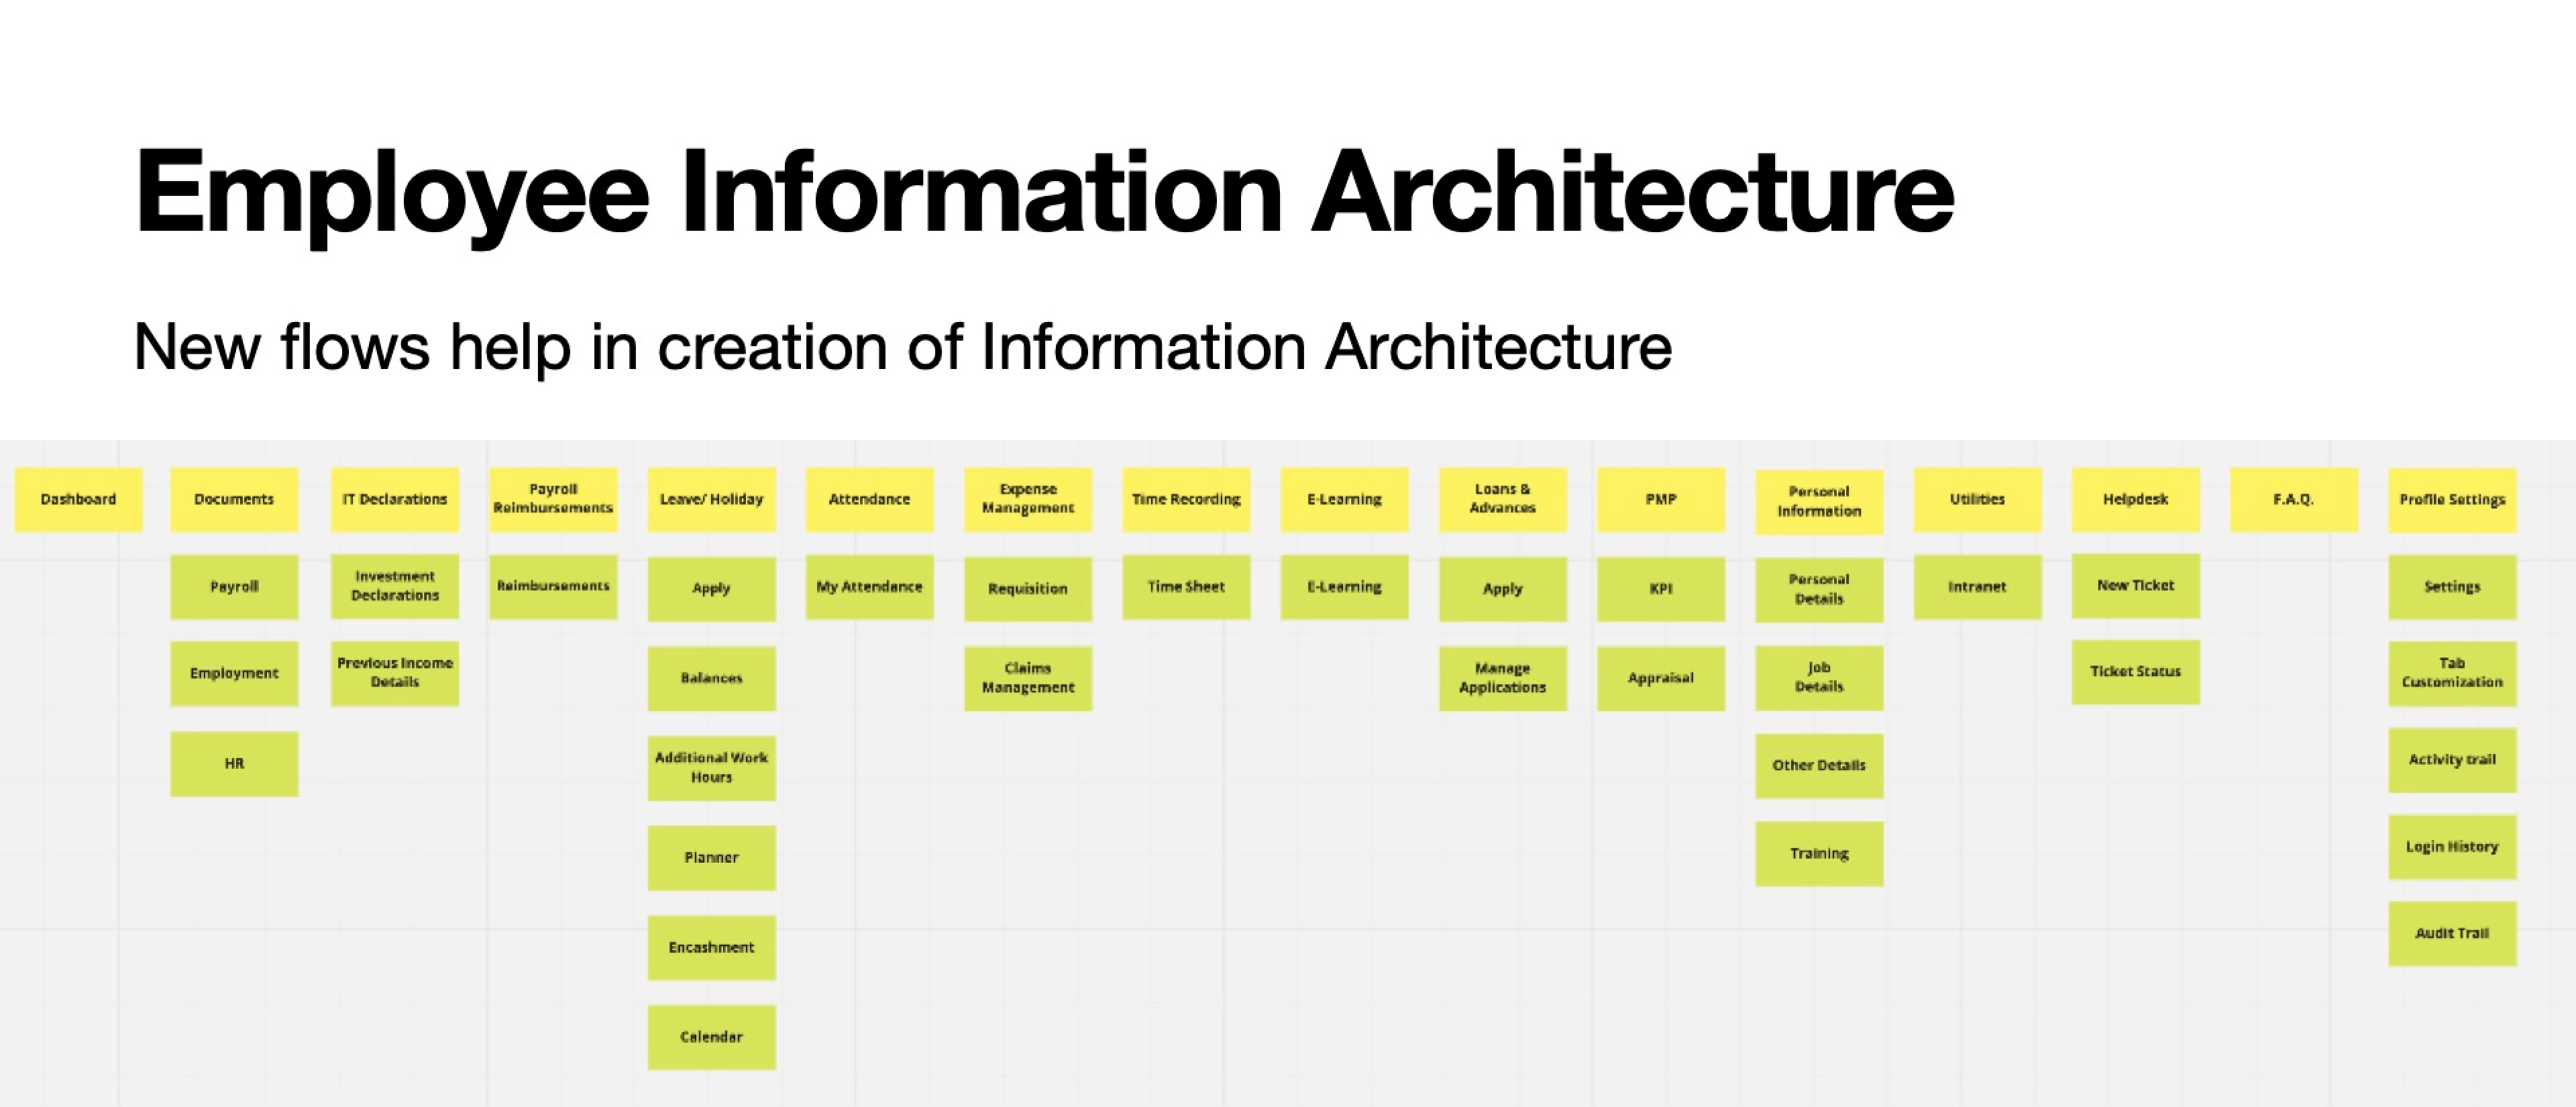 Employee Information Architecture
New flows help in creation of Information Architecture
Dashboard
Documents
IT Declarations
Payroll
Reimbursements
Leave/ Holiday
Attendance
Expense
Management
Time Recording
E-Learning
Loans &
Advances
PMP
Personal
Information
Utilities
Helpdesk
F.A.Q.
Profile Settings
Payroll
Investment
Declarations
Reimbursements
Apply
My Attendance
Requisition
Time Sheet
E-Learning
Apply
KPI
Personal
Details
Intranet
New Ticket
Settings
Employment
Previous Income
Details
Balances
Claims
Management
Manage
Applications
Appraisal
Job
Details
Ticket Status
Tab
Customization
HR
Additional Work
Hours
Other Details
Activity trail
Planner
Training
Login History
Encashment
Audit Trail
Calendar